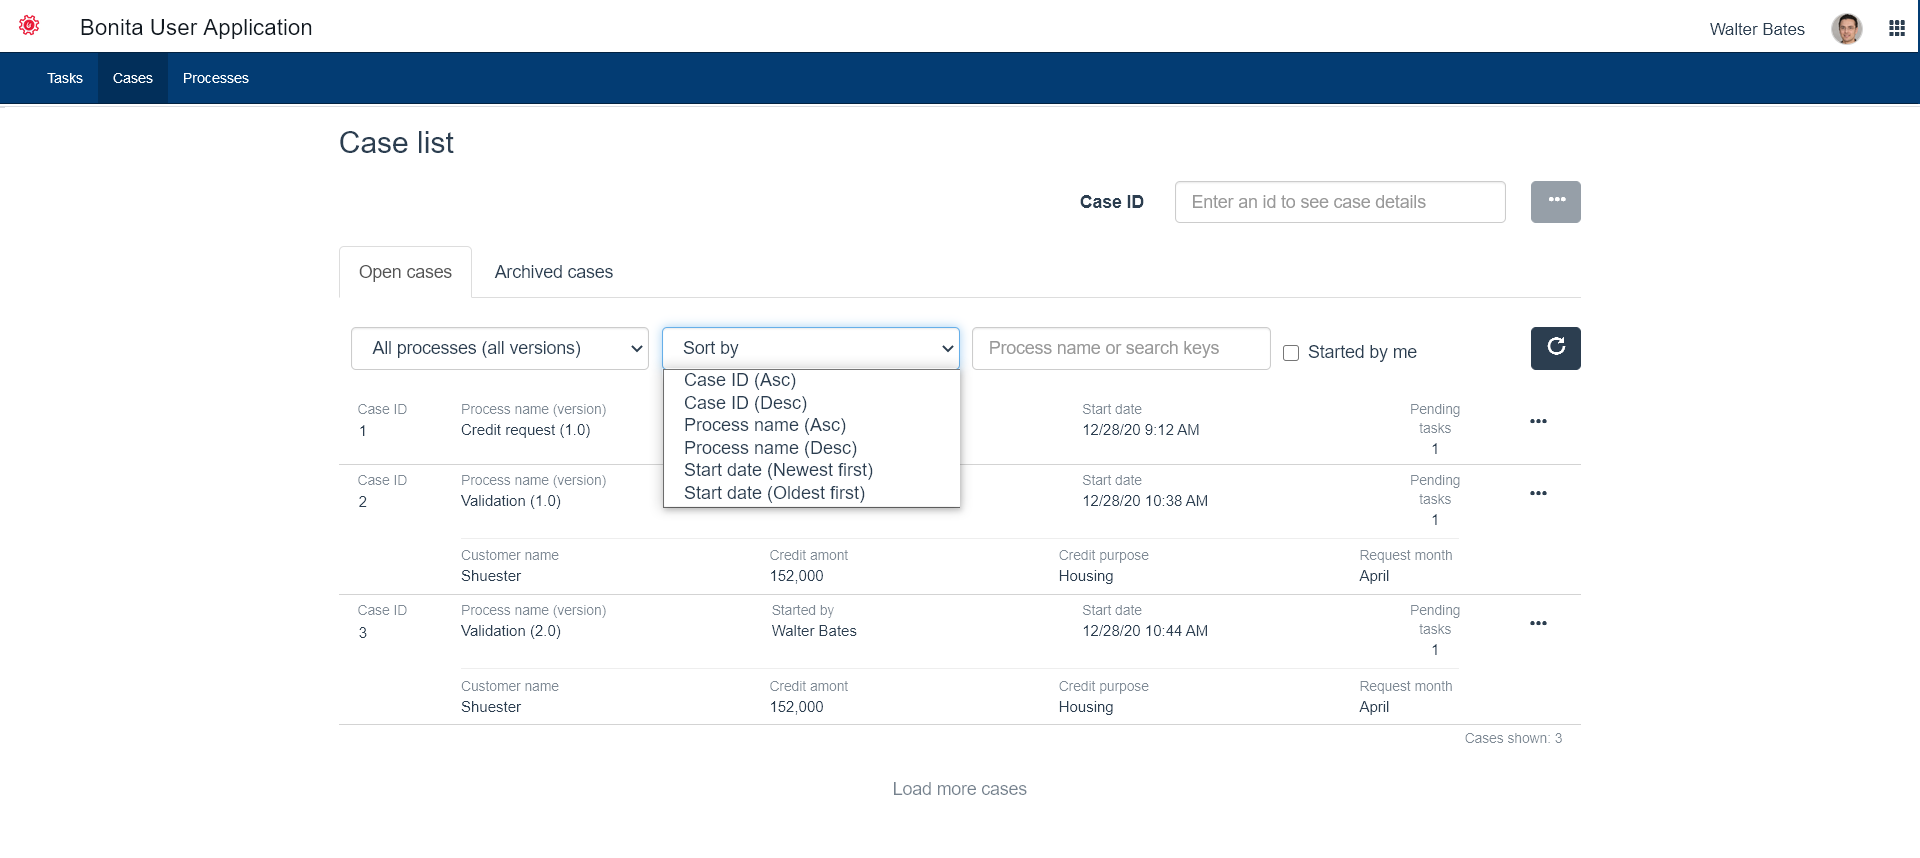 Bonita User Application
Walter Bates
Tasks Cases Processes
Case list
Case ID Enter an id to see case details
Open cases Archived cases
All processes (all versions) Sort by Process name or search keys Started by me
Case ID (Asc)
Case ID (Desc)
Process name (Asc)
Process name (Desc)
Start date (Newest first)
Start date (Oldest first)
Case ID Process name (version) Start date Pending tasks
1 Credit request (1.0) 12/28/20 9:12 AM 1
Case ID Process name (version) Start date Pending tasks
2 Validation (1.0) 12/28/20 10:38 AM 1
Customer name Credit amont Credit purpose Request month
Shuester 152,000 Housing April
Case ID Process name (version) Started by Start date Pending tasks
3 Validation (2.0) Walter Bates 12/28/20 10:44 AM 1
Customer name Credit amont Credit purpose Request month
Shuester 152,000 Housing April
Cases shown: 3
Load more cases